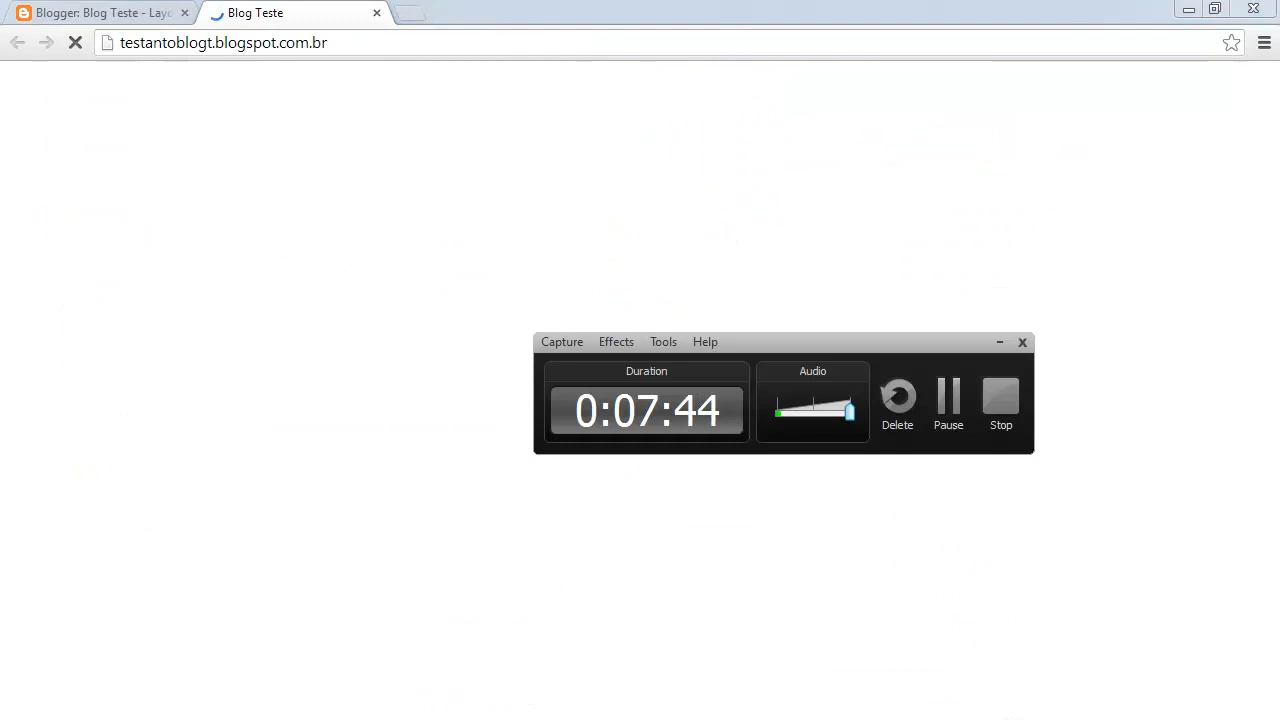 Blogger: Blog Teste - Layo
Blog Teste
testantoblogt.blogspot.com.br
Capture Effects Tools Help
Duration
Audio
0:07:44
Delete
Pause
Stop